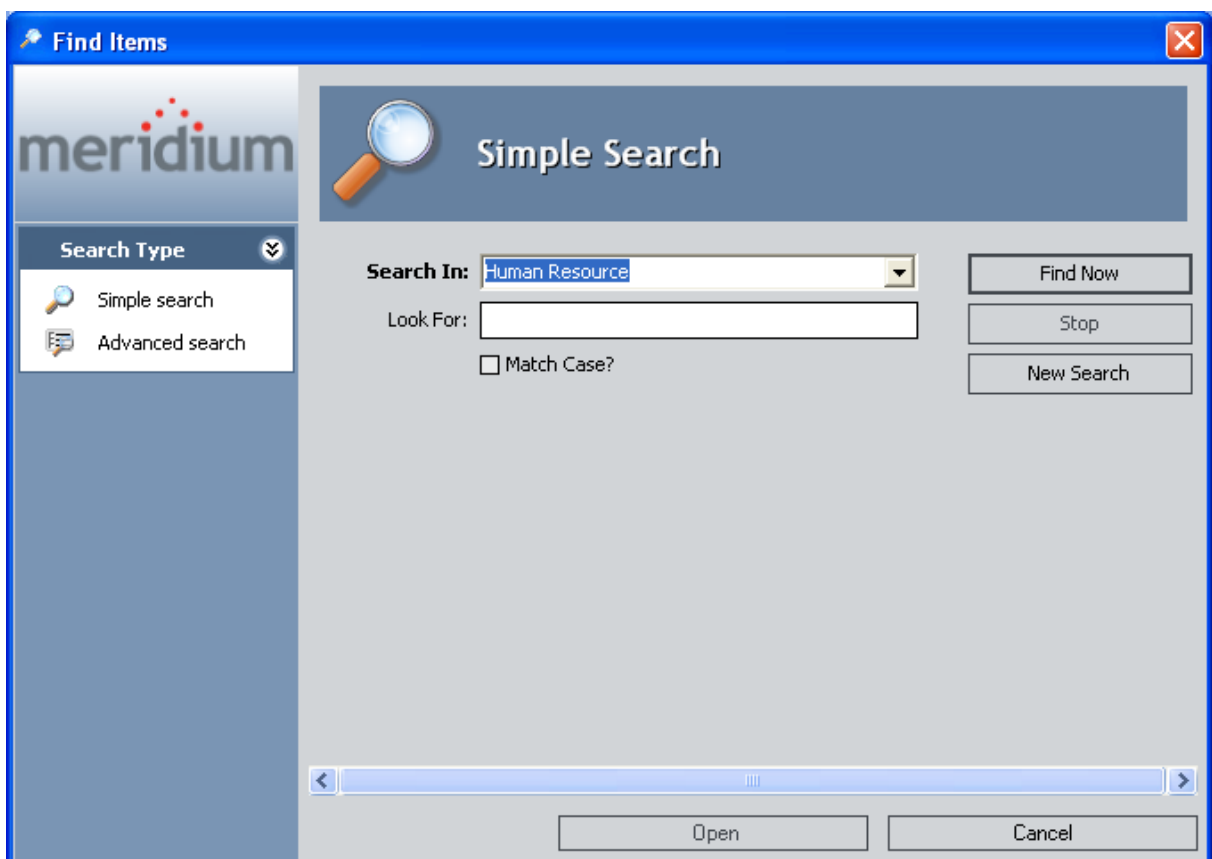 Find Items
meridium
Simple Search
Search Type
Simple search
Advanced search
Search In: Human Resource
Find Now
Look For:
Stop
Match Case?
New Search
Open
Cancel